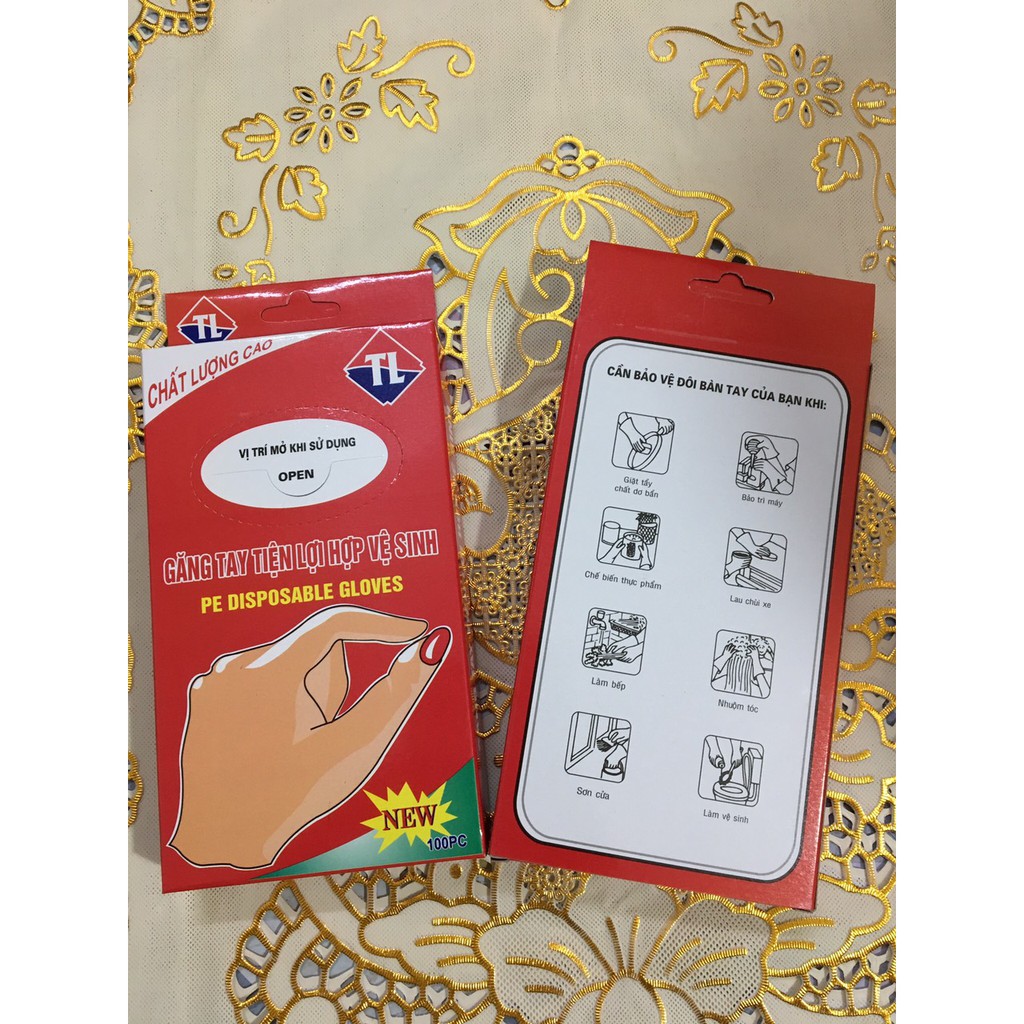 TL
CHẤT LƯỢNG CAO
TL
VỊ TRÍ MỞ KHI SỬ DỤNG
OPEN
GĂNG TAY TIỆN LỢI HỢP VỆ SINH
PE DISPOSABLE GLOVES
NEW
100PC
CẦN BẢO VỆ ĐÔI BÀN TAY CỦA BẠN KHI:
Giặt tẩy
chất dơ bẩn
Bảo trì máy
Chế biến thực phẩm
Lau chùi xe
Làm bếp
Nhuộm tóc
Sơn cửa
Làm vệ sinh